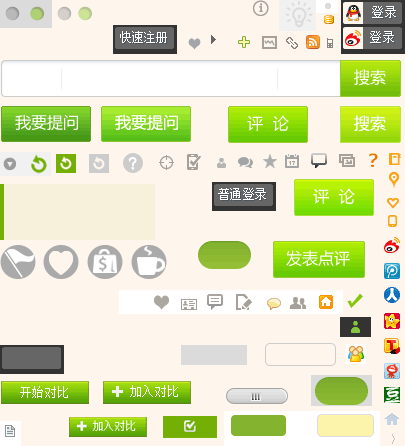 登录
快速注册
登录
搜索
我要提问
我要提问
评 论
搜索
普通登录
评 论
发表点评
开始对比
加入对比
加入对比